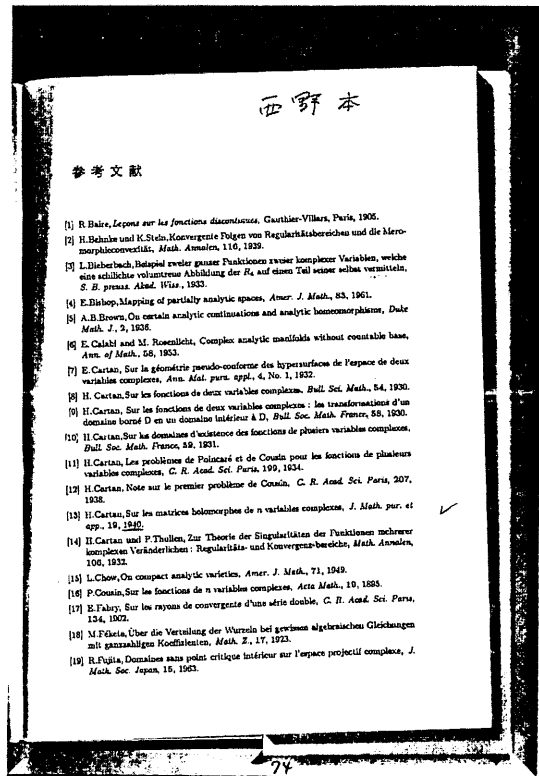 西野本
参考文献
[1] R.Baire, Leçons sur les fonctions discontinues, Gauthier-Villars, Paris, 1905.
[2] H.Behnke und K.Stein, Konvergente Folgen von Regularitätsbereichen und die Mero-
morphiekonvexität, Math. Annalen, 116, 1939.
[3] L.Bieberbach, Beispiel zweier ganzer Funktionen zweier komplexer Variablen, welche
eine schlichte volumtreue Abbildung der R4 auf einen Teil seiner selbst vermitteln,
S. B. preuss. Akad. Wiss., 1933.
[4] E.Bishop, Mapping of partially analytic spaces, Amer. J. Math., 83, 1961.
[5] A.B.Brown, On certain analytic continuations and analytic homeomorphisms, Duke
Math. J., 2, 1936.
[6] E. Calabi and M. Rosenlicht, Complex analytic manifolds without countable base,
Ann. of Math., 58, 1953.
[7] E.Cartan, Sur la géométrie pseudo-conforme des hypersurfaces de l'espace de deux
variables complexes, Ann. Mat. pura. appl., 4, No. 1, 1932.
[8] H. Cartan, Sur les fonctions de deux variables complexes, Bull. Sci. Math., 54, 1930.
[9] H.Cartan, Sur les fonctions de deux variables complexes : les transformations d'un
domaine borné D en un domaine intérieur à D, Bull. Soc. Math. France, 58, 1930.
[10] H.Cartan, Sur les domaines d'existence des fonctions de plusiers variables complexes,
Bull. Soc. Math. France, 59, 1931.
[11] H.Cartan, Les problèmes de Poincaré et de Cousin pour les fonctions de plusieurs
variables complexes, C. R. Acad. Sci. Paris, 199, 1934.
[12] H.Cartan, Note sur le premier problème de Cousin, C. R. Acad. Sci. Paris, 207,
1938.
[13] H.Cartan, Sur les matrices holomorphes de n variables complexes, J. Math. pur. et
app., 19, 1940.
[14] H.Cartan und P.Thullen, Zur Theorie der Singularitäten der Funktionen mehrerer
komplexen Veränderlichen : Regularitäts- und Konvergenz-bereiche, Math. Annalen,
106, 1932.
[15] L.Chow, On compact analytic varieties, Amer. J. Math., 71, 1949.
[16] P.Cousin, Sur les fonctions de n variables complexes, Acta Math., 19, 1895.
[17] E.Fabry, Sur les rayons de convergente d'une série double, C. R. Acad. Sci. Paris,
134, 1902.
[18] M.Fékete, Über die Verteilung der Wurzeln bei gewissen algebraischen Gleichungen
mit ganzzahligen Koeffizienten, Math. Z., 17, 1923.
[19] R.Fujita, Domaines sans point critique intérieur sur l'espace projectif complexe, J.
Math. Soc. Japan, 15, 1963.
74